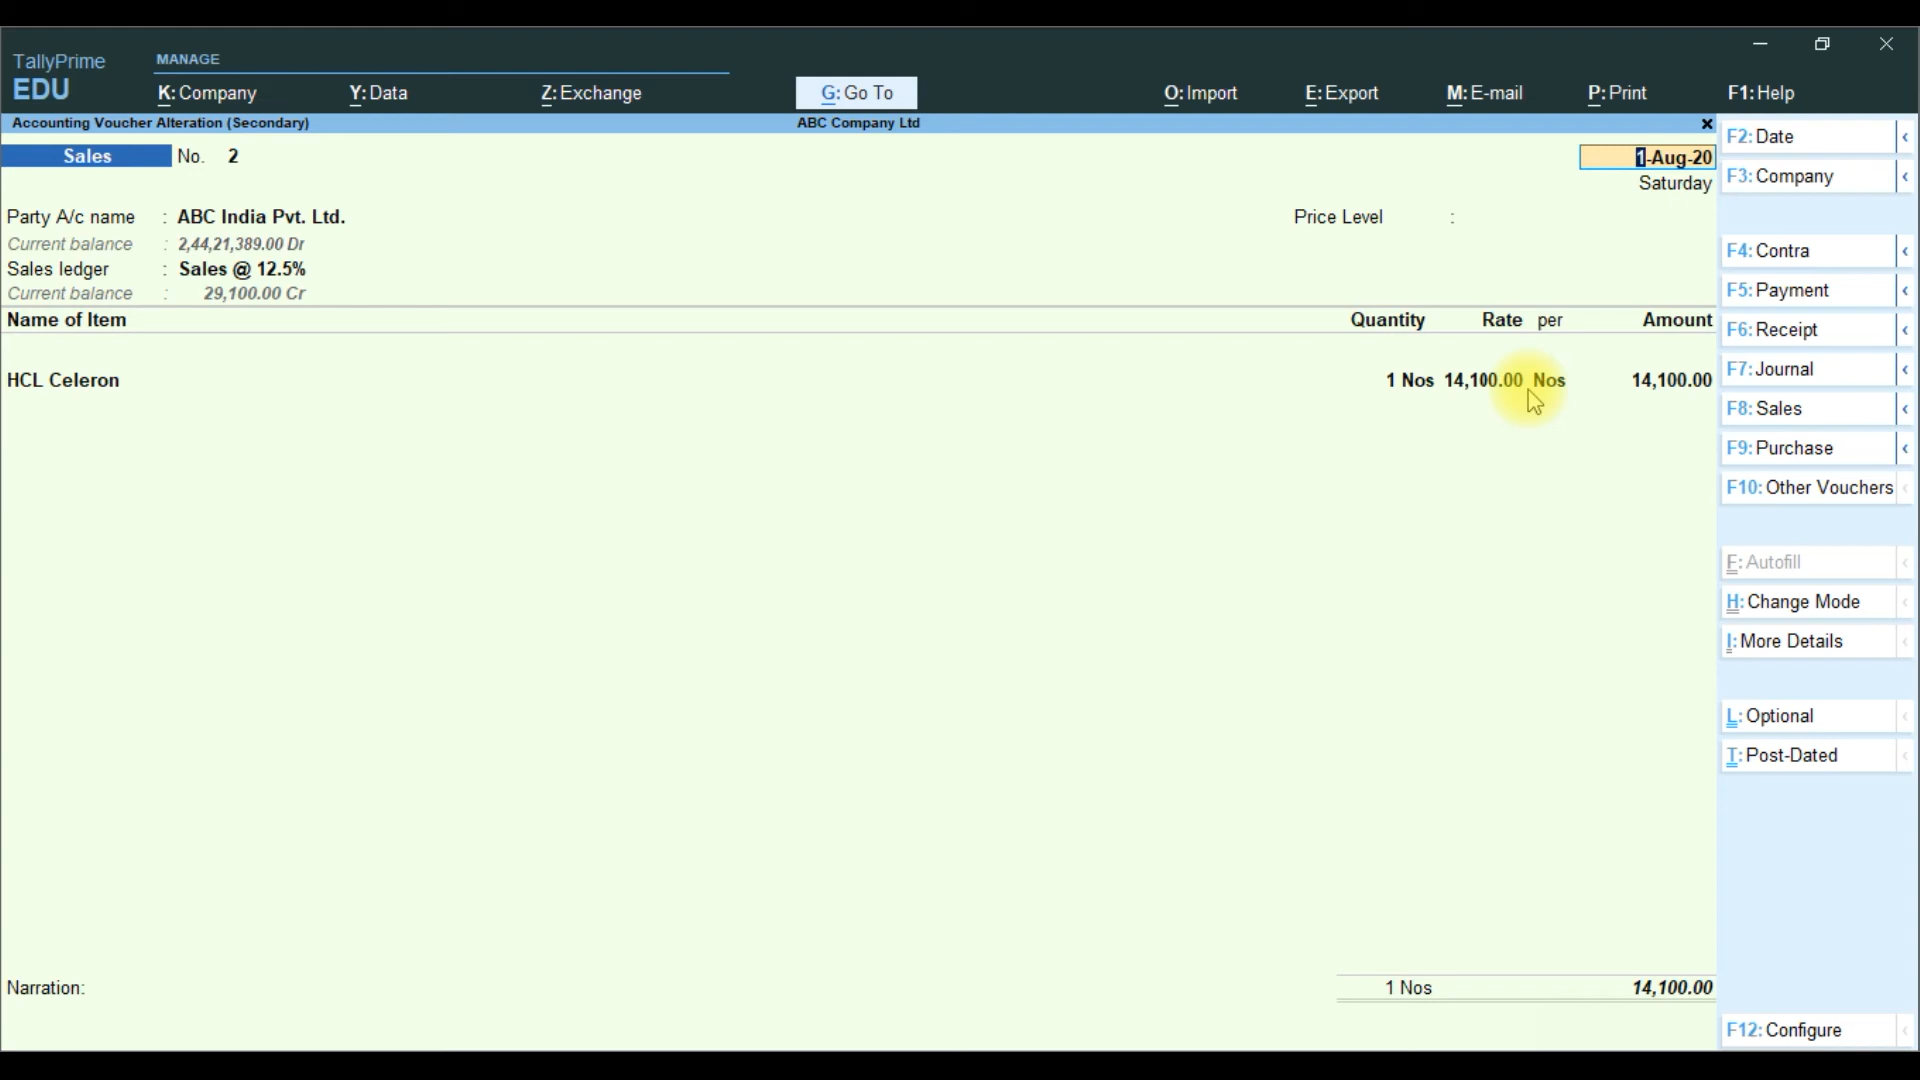 TallyPrime
EDU
MANAGE
K: Company
Y: Data
Z: Exchange
G: Go To
O: Import
E: Export
M: E-mail
P: Print
F1: Help
Accounting Voucher Alteration (Secondary)
ABC Company Ltd
Sales No. 2
1-Aug-20
Saturday
Party A/c name : ABC India Pvt. Ltd.
Price Level :
Current balance : 2,44,21,389.00 Dr
Sales ledger : Sales @ 12.5%
Current balance : 29,100.00 Cr
Name of Item Quantity Rate per Amount
HCL Celeron 1 Nos 14,100.00 Nos 14,100.00
Narration: 1 Nos 14,100.00
F2: Date
F3: Company
F4: Contra
F5: Payment
F6: Receipt
F7: Journal
F8: Sales
F9: Purchase
F10: Other Vouchers
F: Autofill
H: Change Mode
I: More Details
L: Optional
T: Post-Dated
F12: Configure